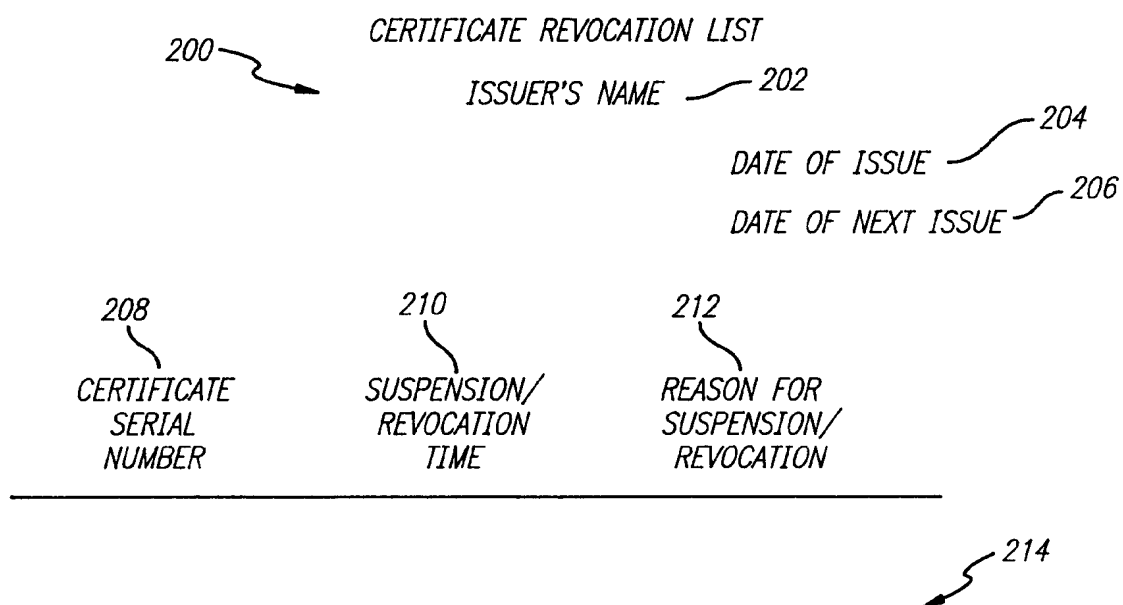 CERTIFICATE REVOCATION LIST
200
ISSUER'S NAME 202
204
DATE OF ISSUE
206
DATE OF NEXT ISSUE
208 210 212
CERTIFICATE SUSPENSION/ REASON FOR
SERIAL REVOCATION SUSPENSION/
NUMBER TIME REVOCATION
214